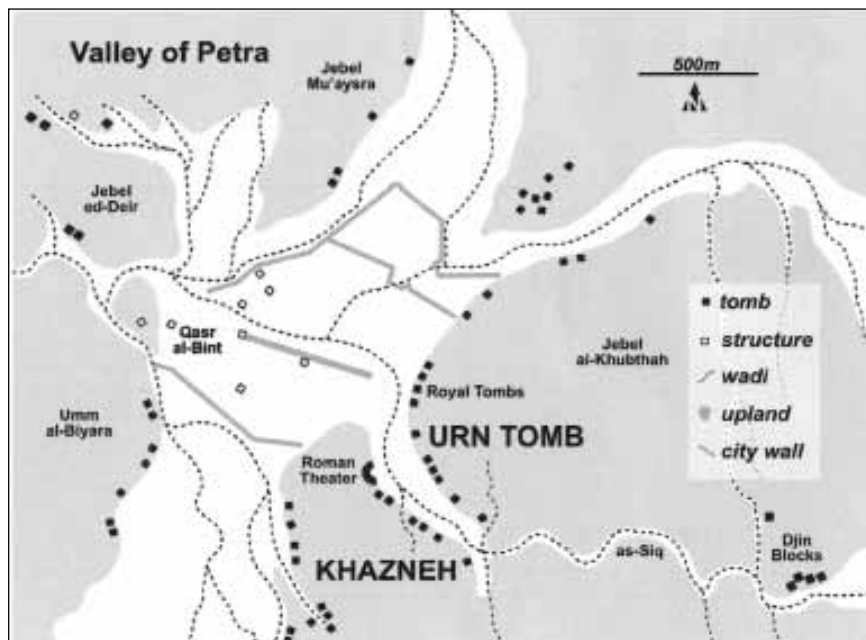 Valley of Petra
Jebel
Mu'aysra
500m
N
Jebel
ed-Deir
Qasr
al-Bint
tomb
structure
wadi
upland
city wall
Jebel
al-Khubthah
Royal Tombs
URN TOMB
Umm
al-Biyara
Roman
Theater
KHAZNEH
as-Siq
Djin
Blocks